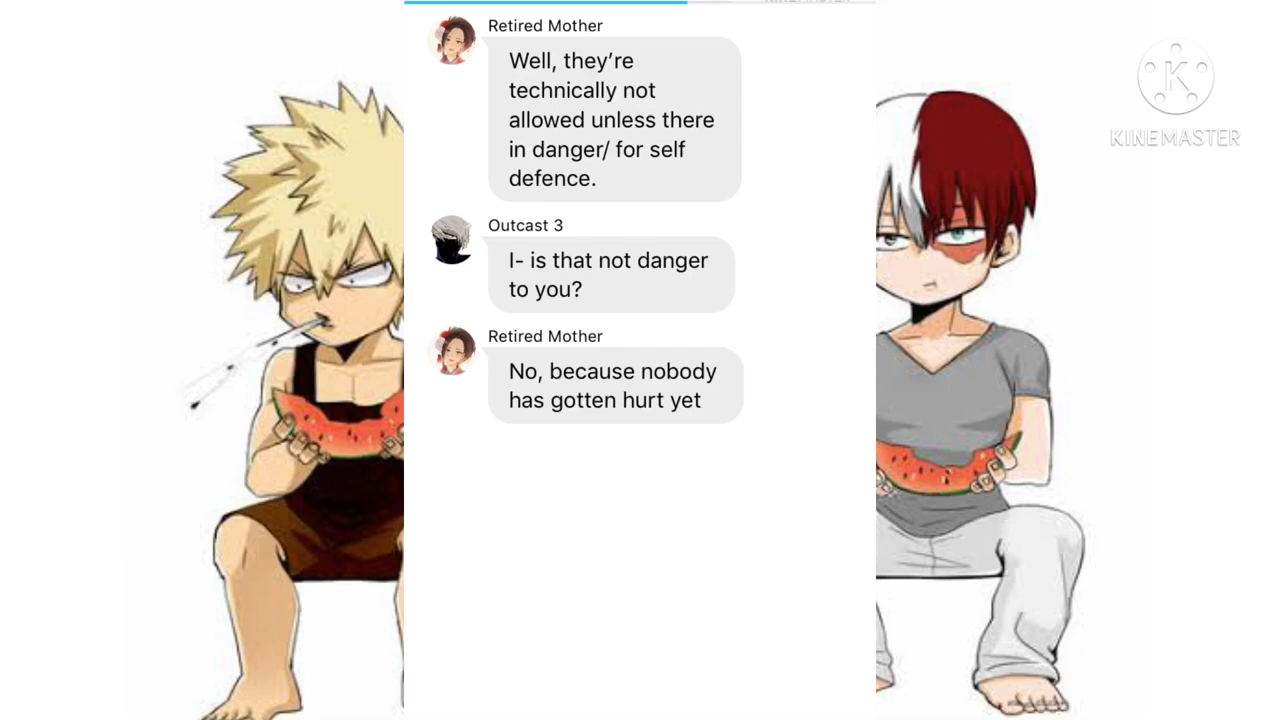 Retired Mother
Well, they’re
technically not
allowed unless there
in danger/ for self
defence.
Outcast 3
I- is that not danger
to you?
Retired Mother
No, because nobody
has gotten hurt yet
K
KINEMASTER